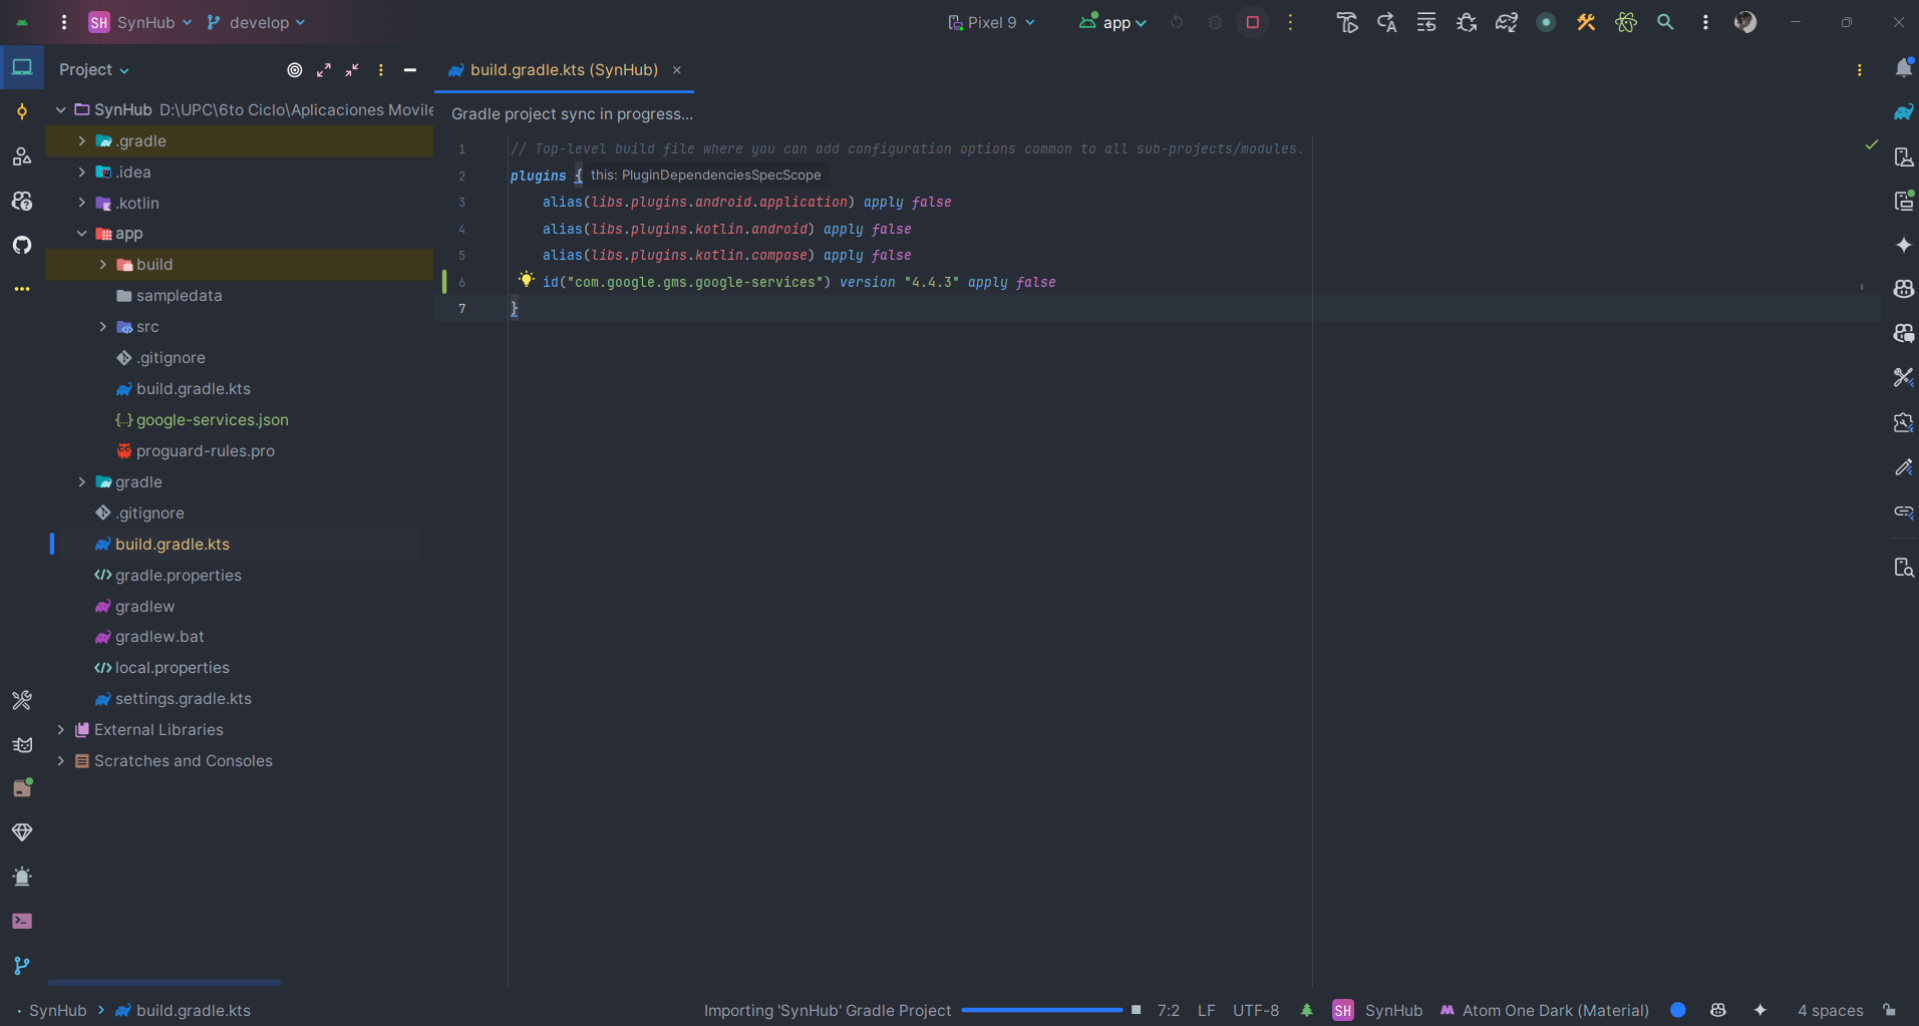 SH SynHub develop Pixel 9 app
Project
build.gradle.kts (SynHub)
SynHub D:\UPC\6to Ciclo\Aplicaciones Movile
.gradle
.idea
.kotlin
app
build
sampledata
src
.gitignore
build.gradle.kts
google-services.json
proguard-rules.pro
gradle
.gitignore
build.gradle.kts
gradle.properties
gradlew
gradlew.bat
local.properties
settings.gradle.kts
External Libraries
Scratches and Consoles
Gradle project sync in progress...
1 // Top-level build file where you can add configuration options common to all sub-projects/modules.
2 plugins { this: PluginDependenciesSpecScope
3 alias(libs.plugins.android.application) apply false
4 alias(libs.plugins.kotlin.android) apply false
5 alias(libs.plugins.kotlin.compose) apply false
6 id("com.google.gms.google-services") version "4.4.3" apply false
7 }
SynHub > build.gradle.kts Importing 'SynHub' Gradle Project 7:2 LF UTF-8 SH SynHub Atom One Dark (Material) 4 spaces